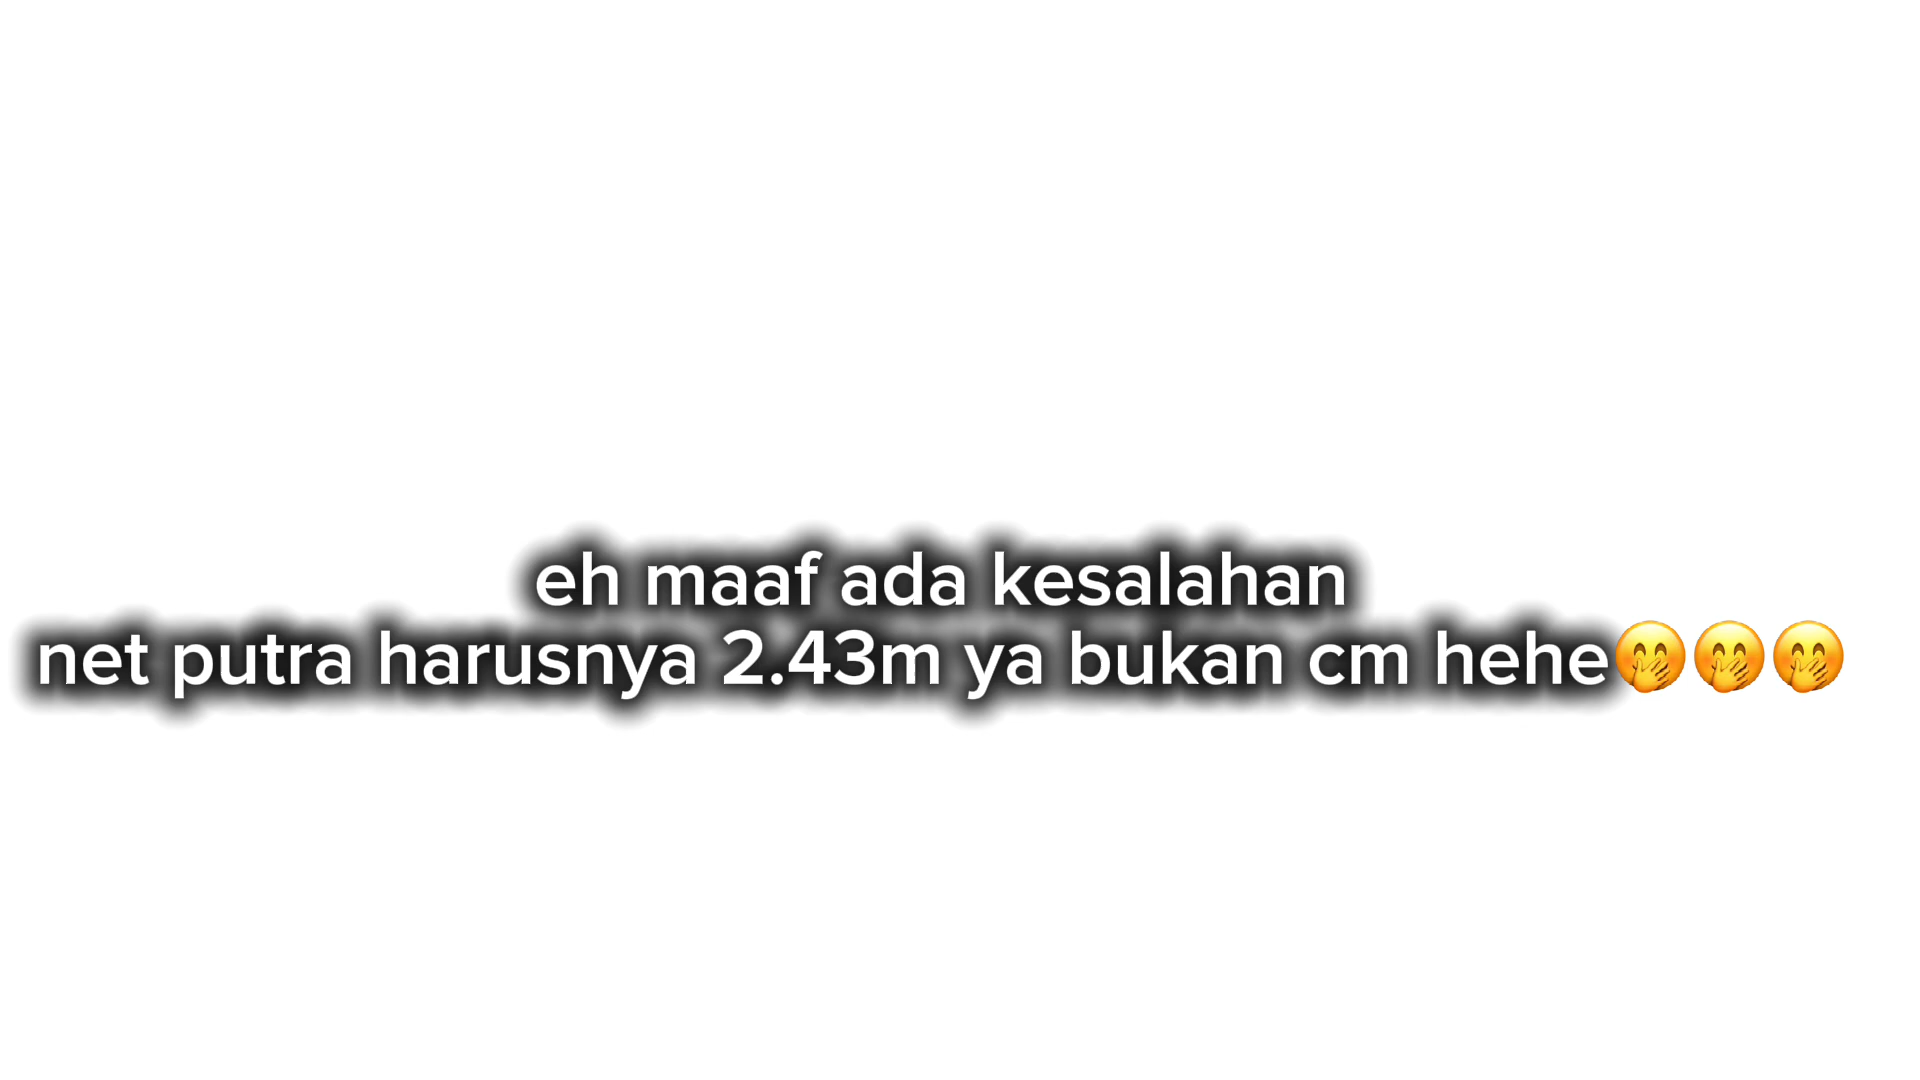 eh maaf ada kesalahan
net putra harusnya 2.43m ya bukan cm hehe🤭🤭🤭